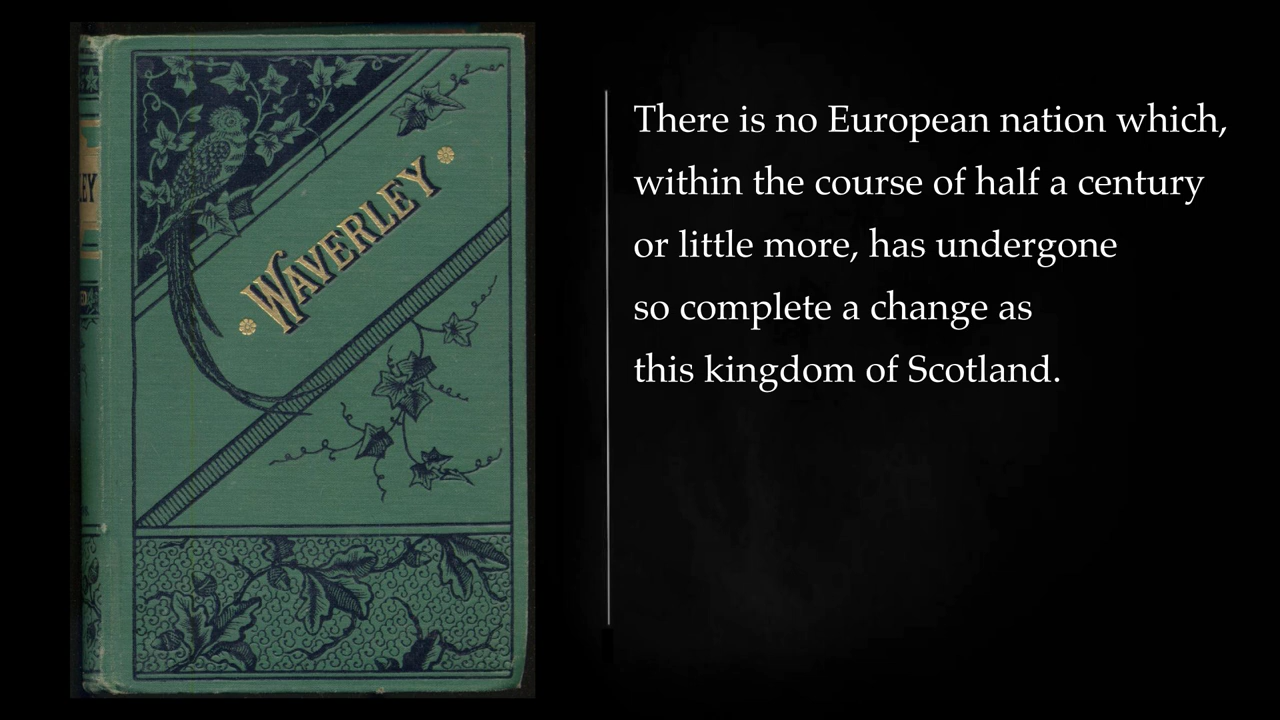 WAVERLEY
There is no European nation which,
within the course of half a century
or little more, has undergone
so complete a change as
this kingdom of Scotland.